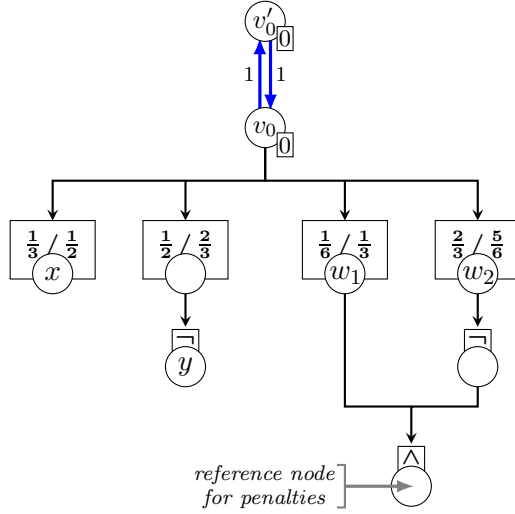 v₀′
0
1 1
v₀
0
1/3 / 1/2
1/2 / 2/3
1/6 / 1/3
2/3 / 5/6
x
w₁
w₂
¬
¬
y
∧
reference node
for penalties